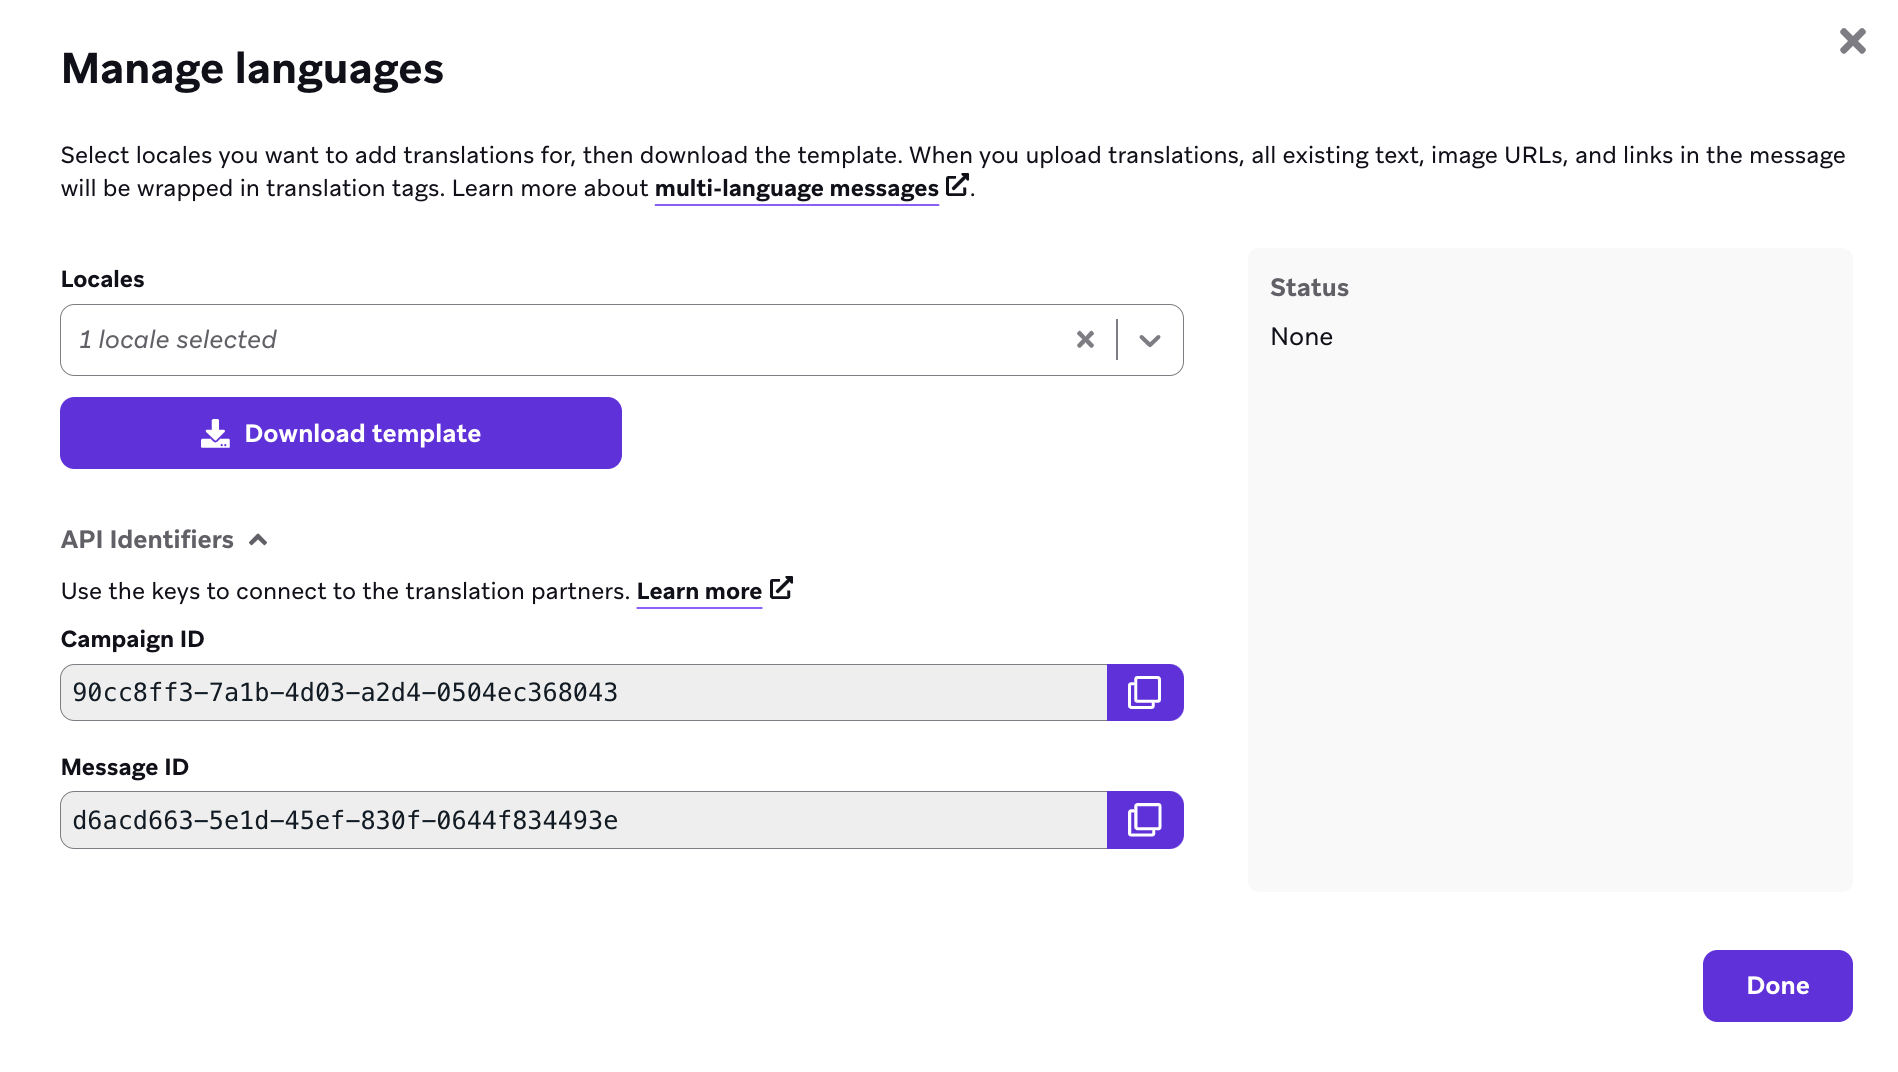 Manage languages
Select locales you want to add translations for, then download the template. When you upload translations, all existing text, image URLs, and links in the message
will be wrapped in translation tags. Learn more about multi-language messages.
Locales
1 locale selected
Download template
API Identifiers
Use the keys to connect to the translation partners. Learn more
Campaign ID
90cc8ff3-7a1b-4d03-a2d4-0504ec368043
Message ID
d6acd663-5e1d-45ef-830f-0644f834493e
Status
None
Done